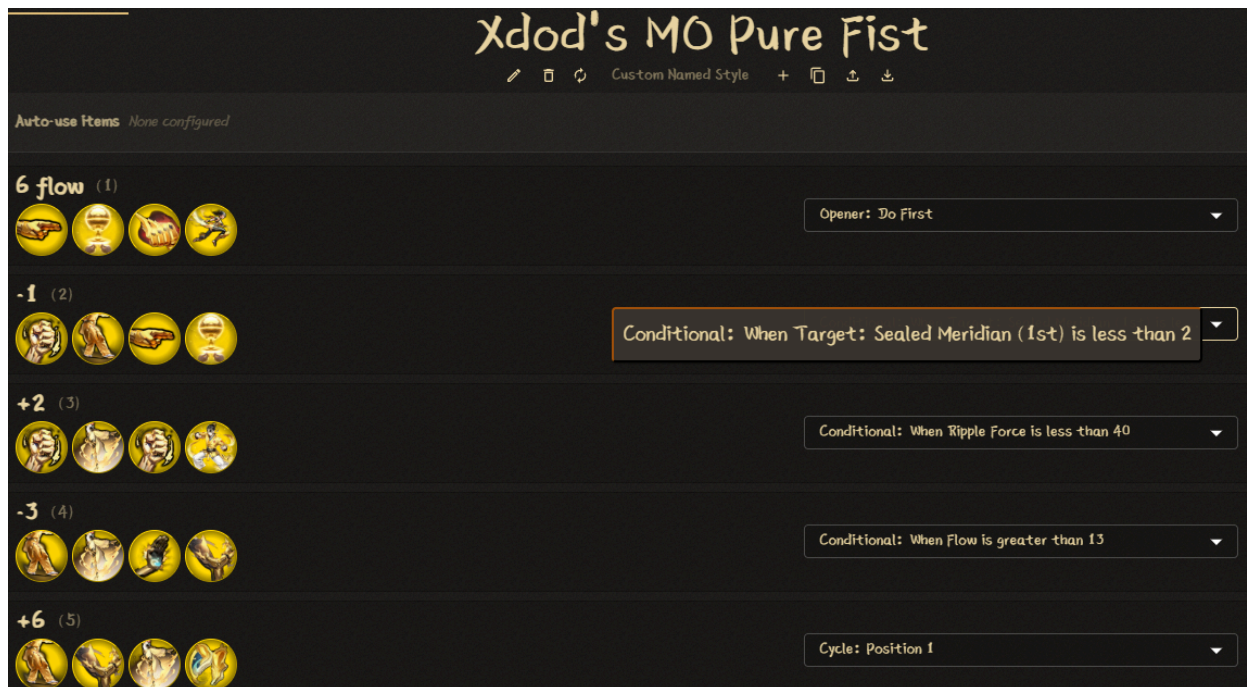 Xdod's MO Pure Fist
Custom Named Style
Auto-use Items None configured
6 flow (1)
Opener: Do First
-1 (2)
Conditional: When Target: Sealed Meridian (1st) is less than 2
+2 (3)
Conditional: When Ripple Force is less than 40
-3 (4)
Conditional: When Flow is greater than 13
+6 (5)
Cycle: Position 1